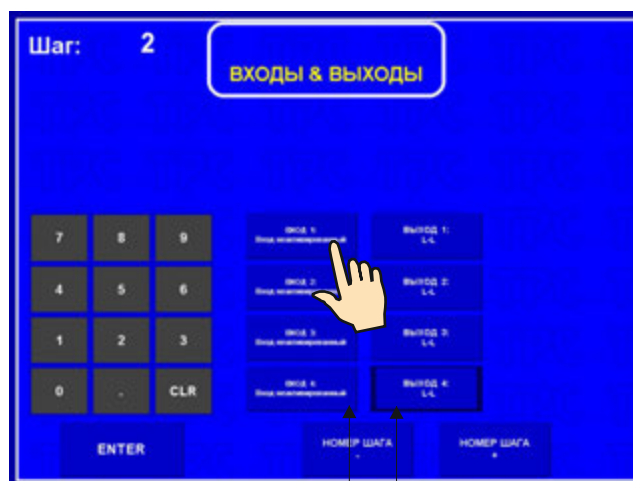 Шаг: 2
ВХОДЫ & ВЫХОДЫ
7 8 9
4 5 6
1 2 3
0 . CLR
ENTER
ВХОД 1:
Вход неактивированный
ВЫХОД 1:
L-L
ВХОД 2:
Вход неактивированный
ВЫХОД 2:
L-L
ВХОД 3:
Вход неактивированный
ВЫХОД 3:
L-L
ВХОД 4:
Вход неактивированный
ВЫХОД 4:
L-L
НОМЕР ШАГА
-
НОМЕР ШАГА
+